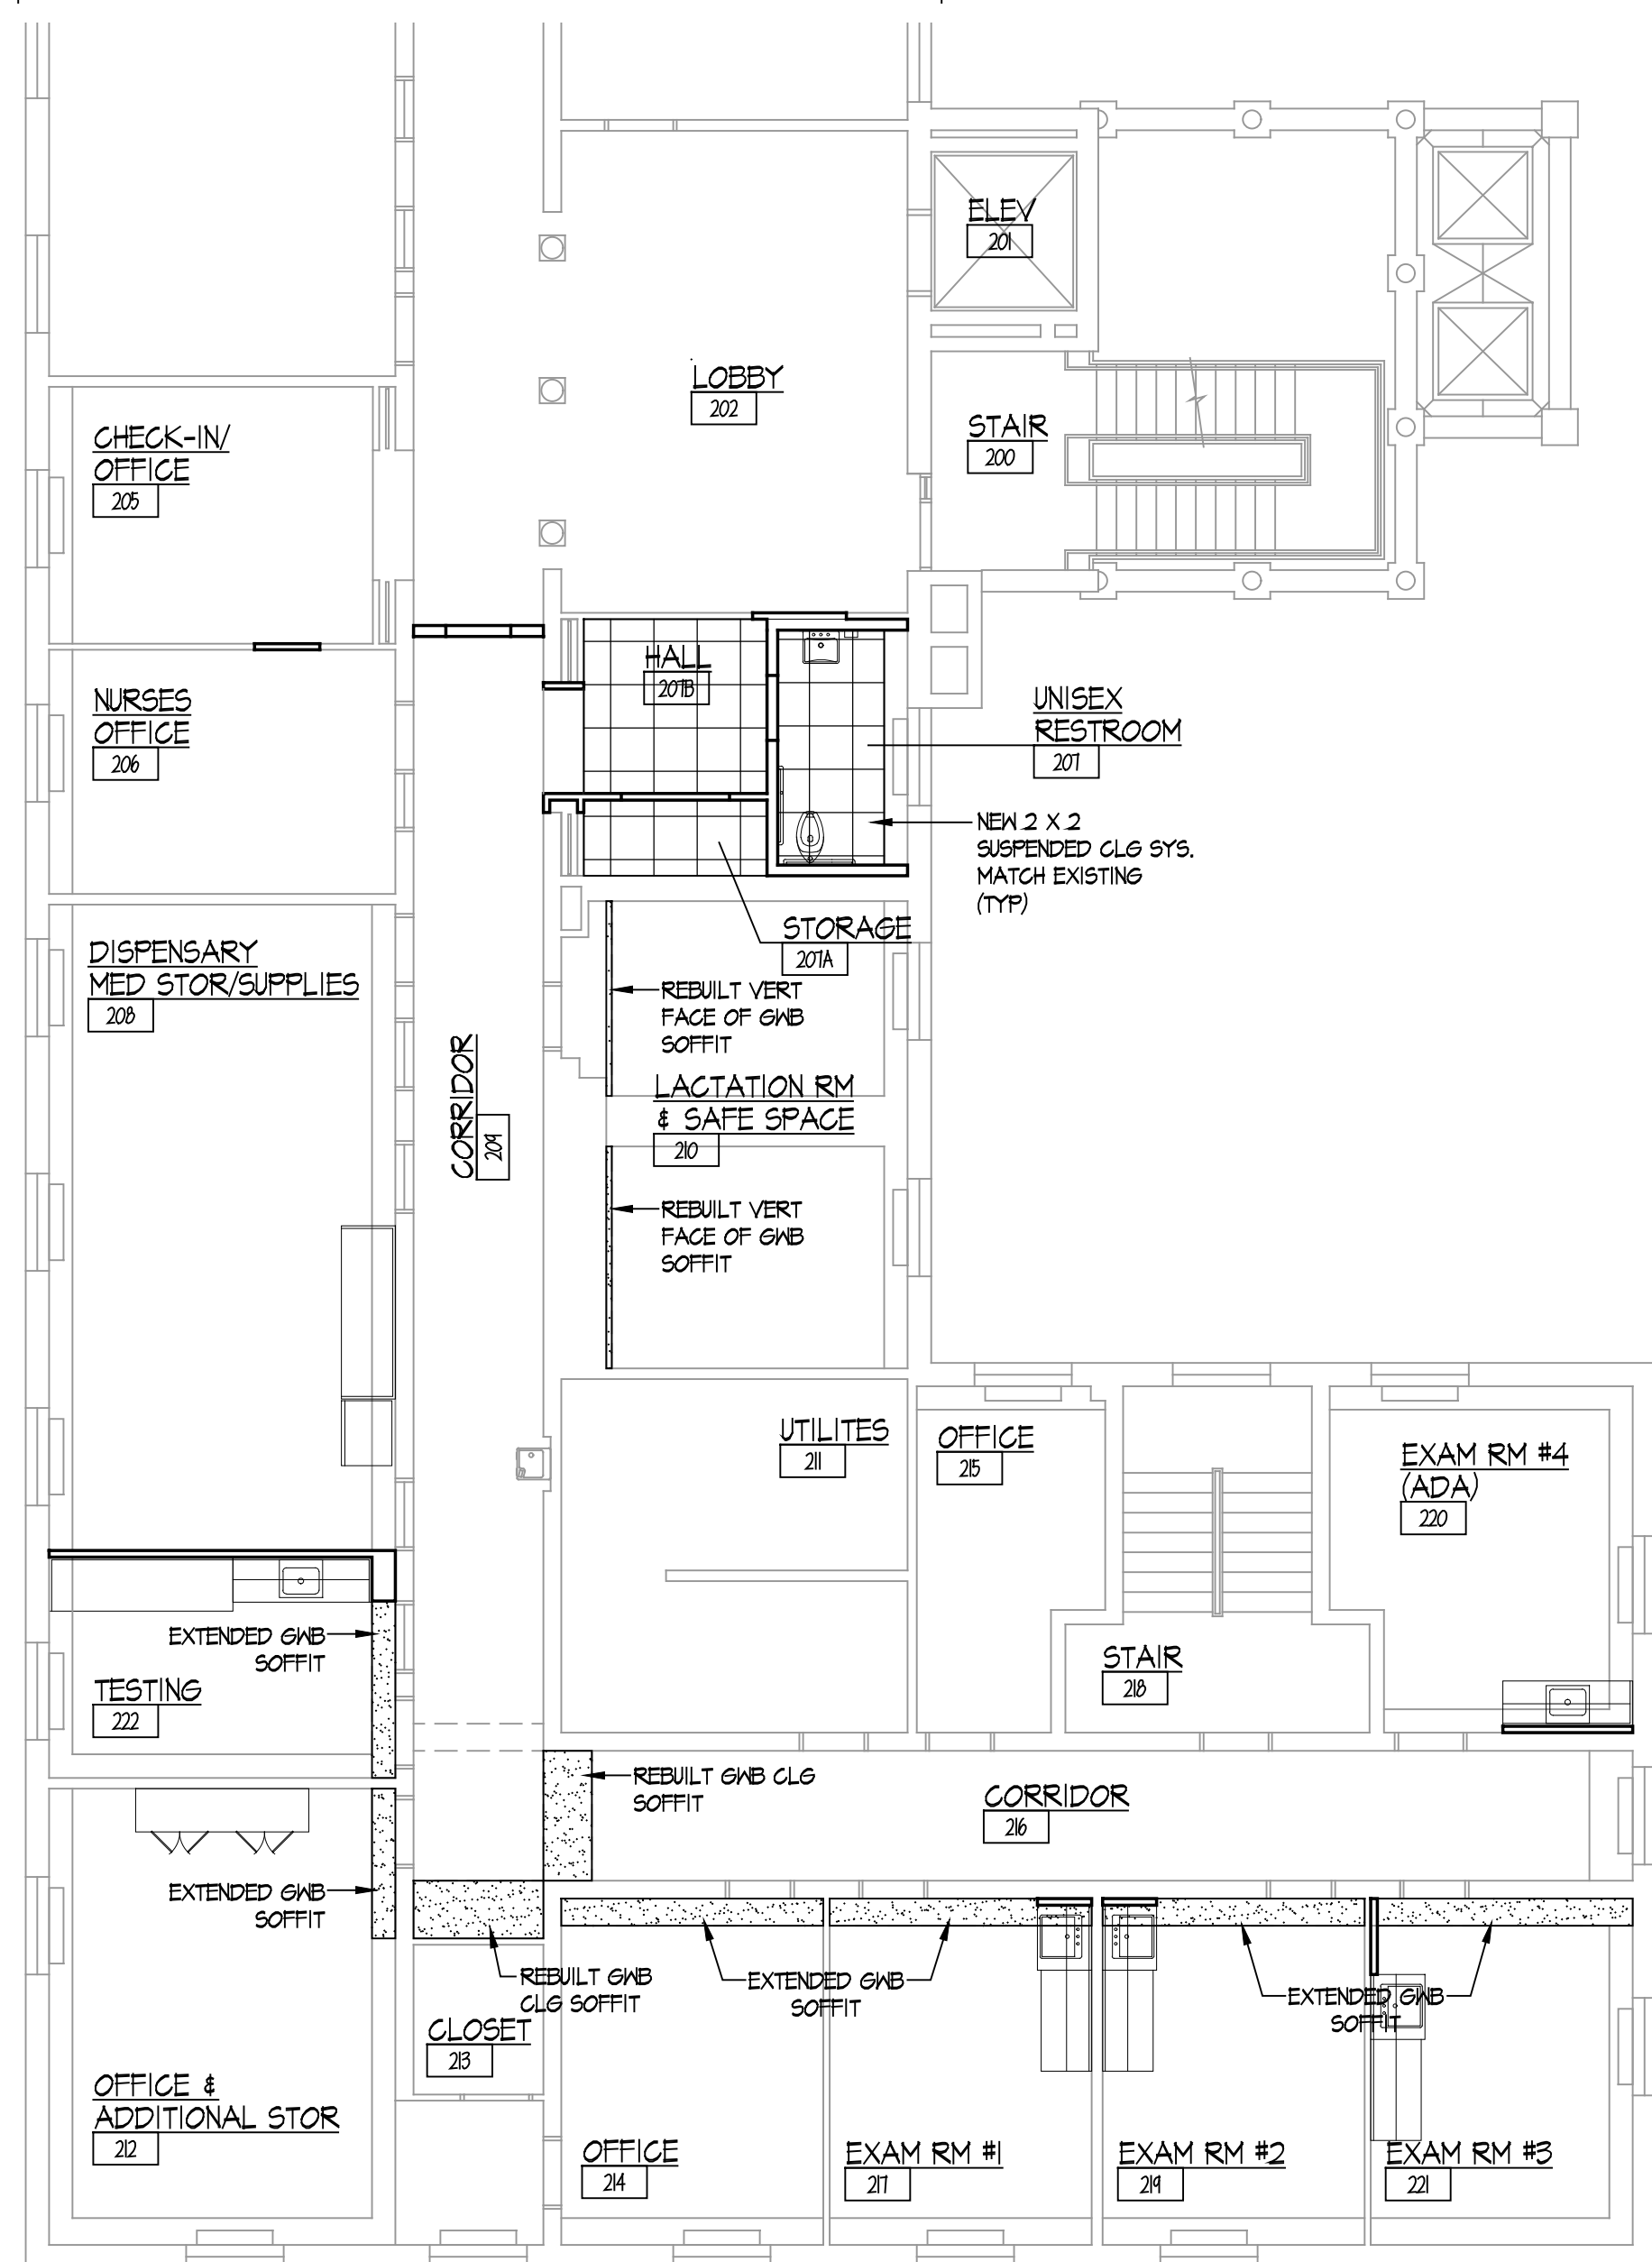 ELEV
201
LOBBY
202
CHECK-IN/
OFFICE
205
STAIR
200
HALL
207B
NURSES
OFFICE
206
UNISEX
RESTROOM
207
NEW 2 X 2
SUSPENDED CLG SYS.
MATCH EXISTING
(TYP)
STORAGE
207A
DISPENSARY
MED STOR/SUPPLIES
208
REBUILT VERT
FACE OF GWB
SOFFIT
CORRIDOR
209
LACTATION RM
& SAFE SPACE
210
REBUILT VERT
FACE OF GWB
SOFFIT
UTILITES
211
OFFICE
215
EXAM RM #4
(ADA)
220
EXTENDED GWB
SOFFIT
TESTING
222
STAIR
218
REBUILT GWB CLG
SOFFIT
CORRIDOR
216
EXTENDED GWB
SOFFIT
REBUILT GWB
CLG SOFFIT
EXTENDED GWB
SOFFIT
EXTENDED GWB
SOFFIT
CLOSET
213
OFFICE &
ADDITIONAL STOR
212
OFFICE
214
EXAM RM #1
217
EXAM RM #2
219
EXAM RM #3
221